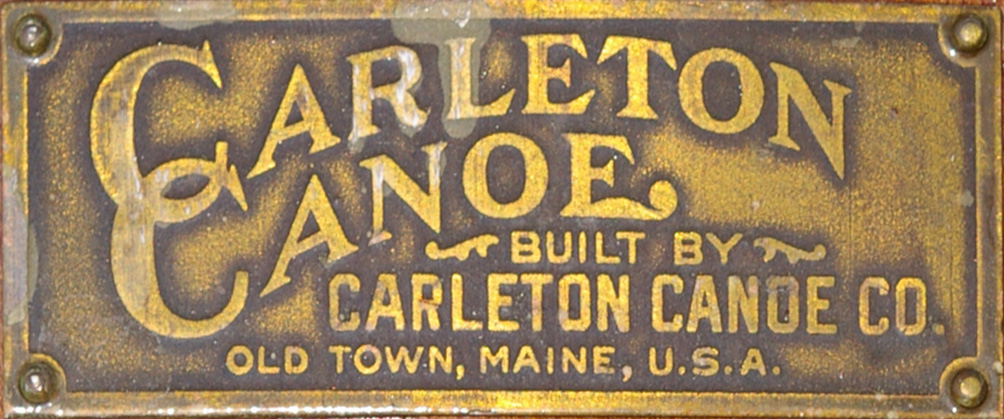 CARLETON
CANOE
BUILT BY
CARLETON CANOE CO.
OLD TOWN, MAINE, U.S.A.